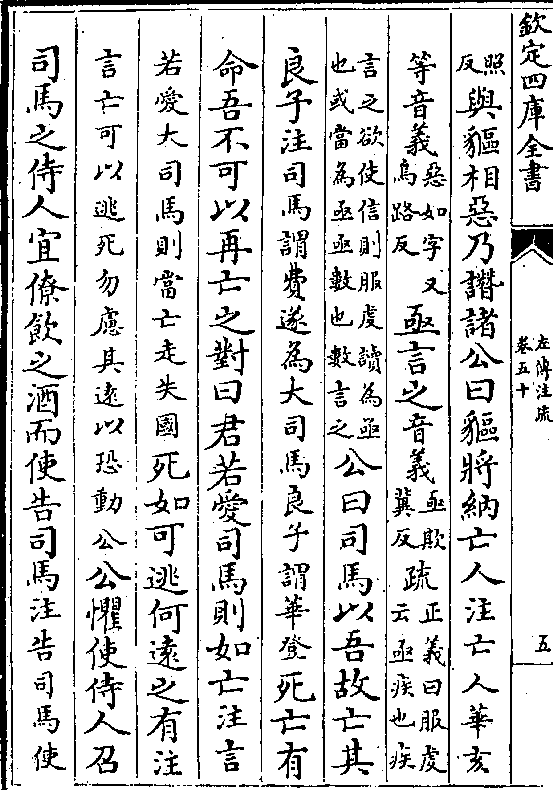 欽定四庫全書
左傳注疏
卷五十
五
照反與貙相惡乃譖諸公曰貙將納亡人注亡人華亥
等音義惡如字又烏路反亟言之音義亟欺冀反疏正義曰服虔云亟疾也疾
言之欲使信則服虔讀為亟也或當為亟亟數也數言之公曰司馬以吾故亡其
良子注司馬謂費遂為大司馬良子謂華登死亡有
命吾不可以再亡之對曰君若愛司馬則如亡注言
若愛大司馬則當亡走失國死如可逃何遠之有注
言亡可以逃死勿慮其遠以恐動公公懼使侍人召
司馬之侍人宜僚飲之酒而使告司馬注告司馬使